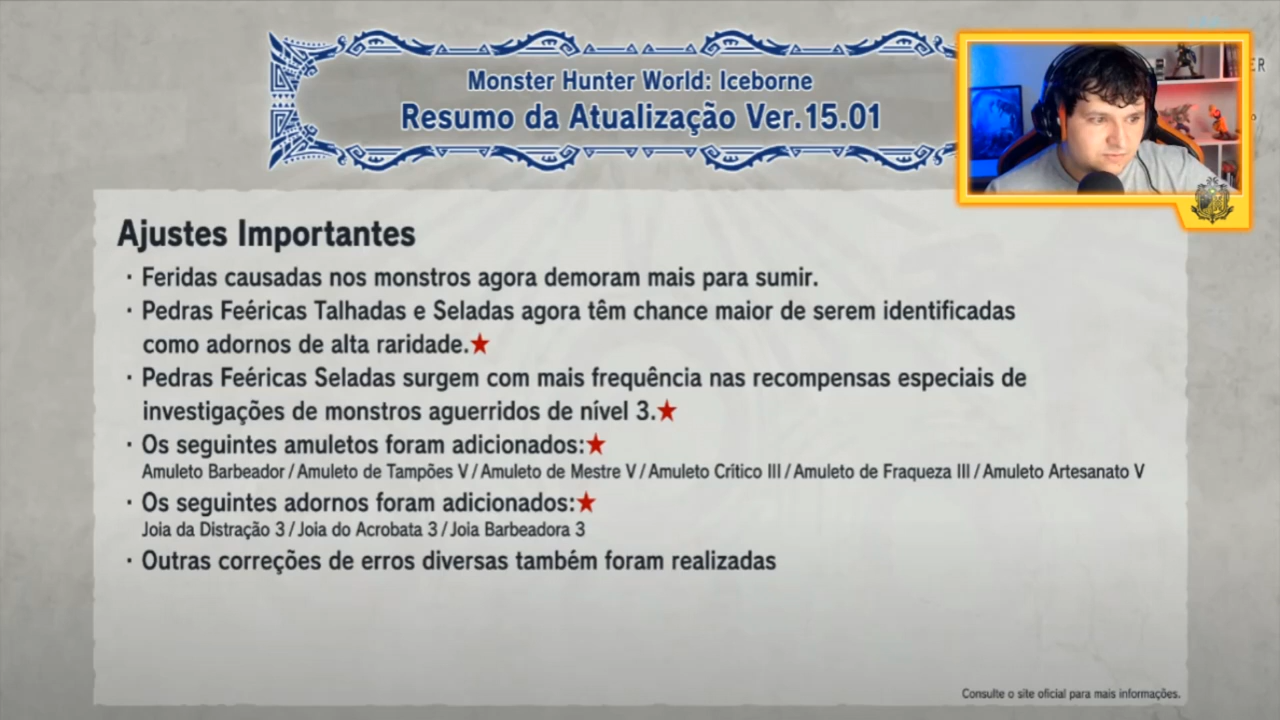 Monster Hunter World: Iceborne
Resumo da Atualização Ver.15.01
Ajustes Importantes
· Feridas causadas nos monstros agora demoram mais para sumir.
· Pedras Feéricas Talhadas e Seladas agora têm chance maior de serem identificadas
como adornos de alta raridade.★
· Pedras Feéricas Seladas surgem com mais frequência nas recompensas especiais de
investigações de monstros aguerridos de nível 3.★
· Os seguintes amuletos foram adicionados:★
Amuleto Barbeador / Amuleto de Tampões V / Amuleto de Mestre V / Amuleto Crítico III / Amuleto de Fraqueza III / Amuleto Artesanato V
· Os seguintes adornos foram adicionados:★
Joia da Distração 3 / Joia do Acrobata 3 / Joia Barbeadora 3
· Outras correções de erros diversas também foram realizadas
Consulte o site oficial para mais informações.